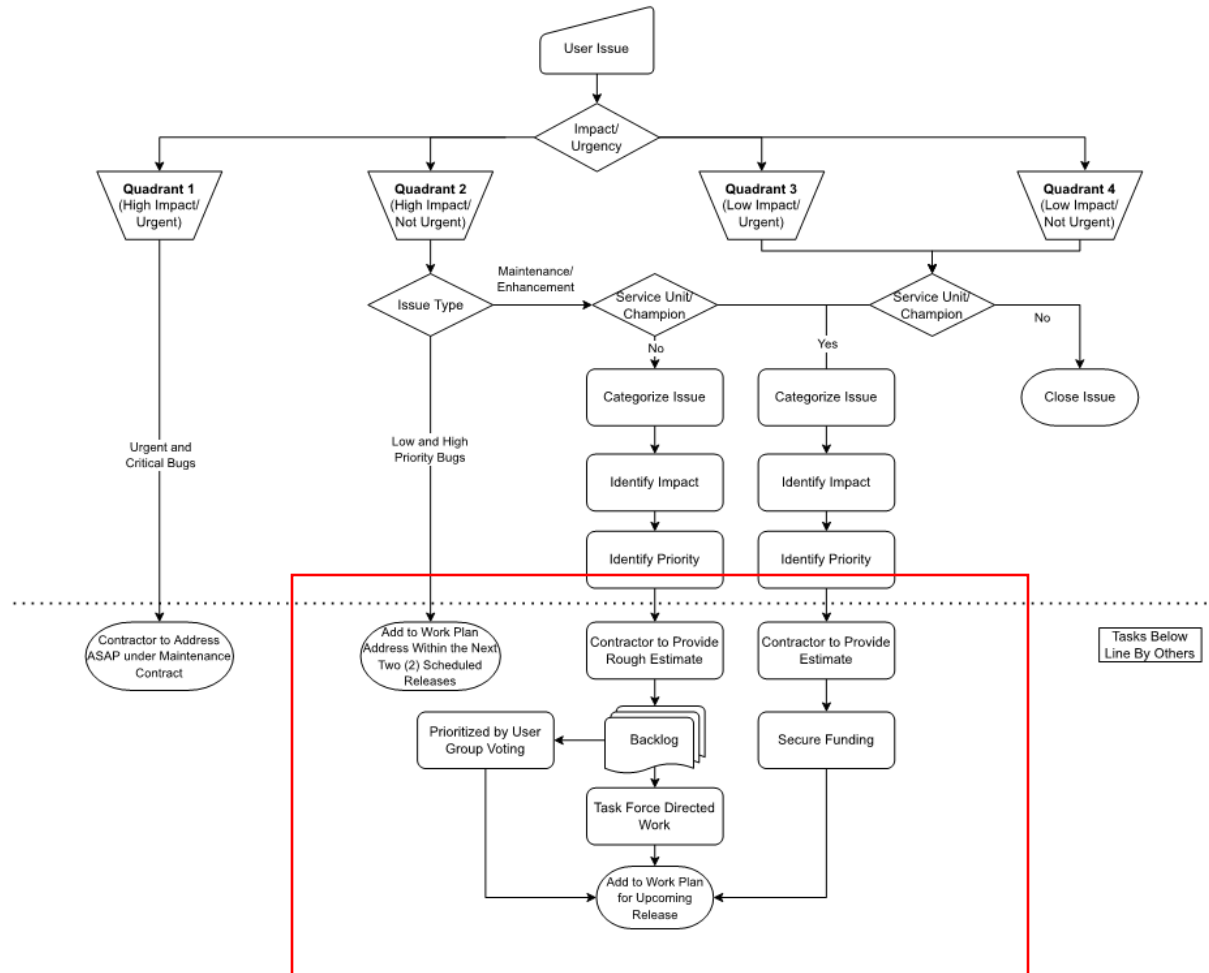 User Issue
Impact/
Urgency
Quadrant 1
(High Impact/
Urgent)
Quadrant 2
(High Impact/
Not Urgent)
Quadrant 3
(Low Impact/
Urgent)
Quadrant 4
(Low Impact/
Not Urgent)
Issue Type
Maintenance/
Enhancement
Service Unit/
Champion
Service Unit/
Champion
No
Yes
No
Categorize Issue
Categorize Issue
Close Issue
Urgent and
Critical Bugs
Low and High
Priority Bugs
Identify Impact
Identify Impact
Identify Priority
Identify Priority
Contractor to Address
ASAP under Maintenance
Contract
Add to Work Plan
Address Within the Next
Two (2) Scheduled
Releases
Contractor to Provide
Rough Estimate
Contractor to Provide
Estimate
Tasks Below
Line By Others
Prioritized by User
Group Voting
Backlog
Secure Funding
Task Force Directed
Work
Add to Work Plan
for Upcoming
Release